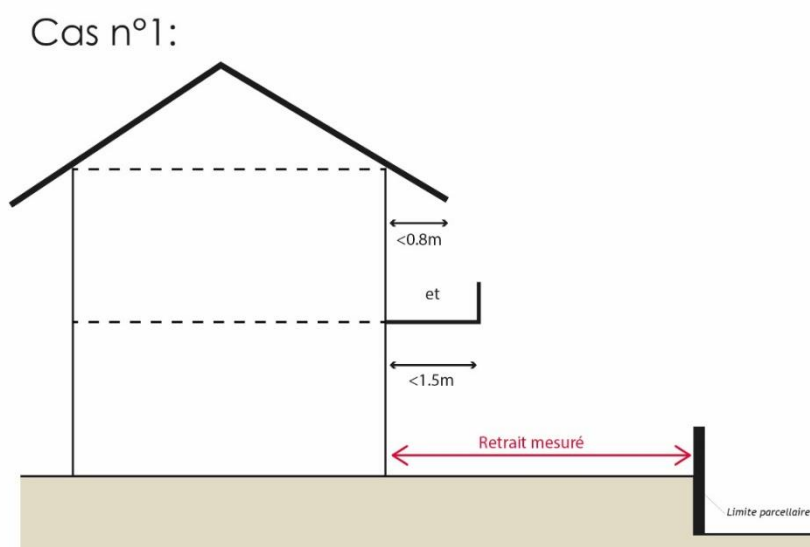 Cas n°1:
<0.8m
et
<1.5m
Retrait mesuré
Limite parcellaire